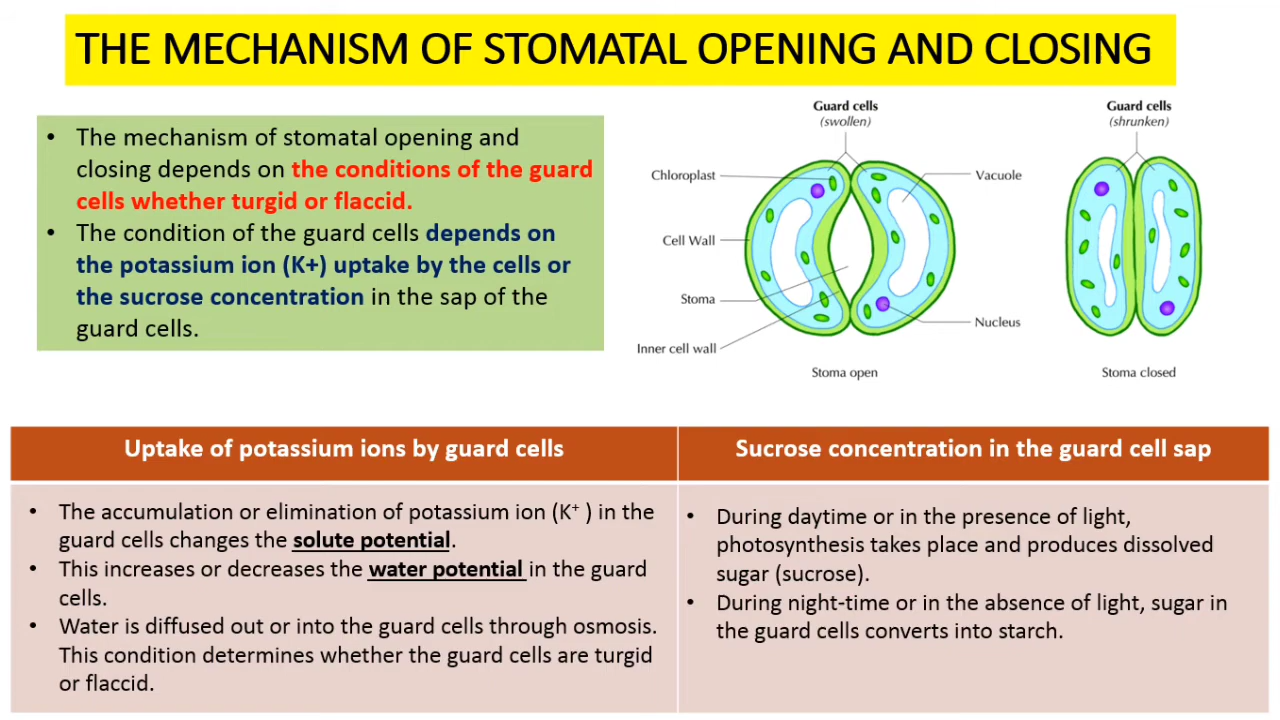 THE MECHANISM OF STOMATAL OPENING AND CLOSING
• The mechanism of stomatal opening and
closing depends on the conditions of the guard
cells whether turgid or flaccid.
• The condition of the guard cells depends on
the potassium ion (K+) uptake by the cells or
the sucrose concentration in the sap of the
guard cells.
Guard cells
(swollen)
Guard cells
(shrunken)
Chloroplast
Vacuole
Cell Wall
Stoma
Nucleus
Inner cell wall
Stoma open
Stoma closed
Uptake of potassium ions by guard cells
• The accumulation or elimination of potassium ion (K⁺ ) in the
guard cells changes the solute potential.
• This increases or decreases the water potential in the guard
cells.
• Water is diffused out or into the guard cells through osmosis.
This condition determines whether the guard cells are turgid
or flaccid.
Sucrose concentration in the guard cell sap
• During daytime or in the presence of light,
photosynthesis takes place and produces dissolved
sugar (sucrose).
• During night-time or in the absence of light, sugar in
the guard cells converts into starch.